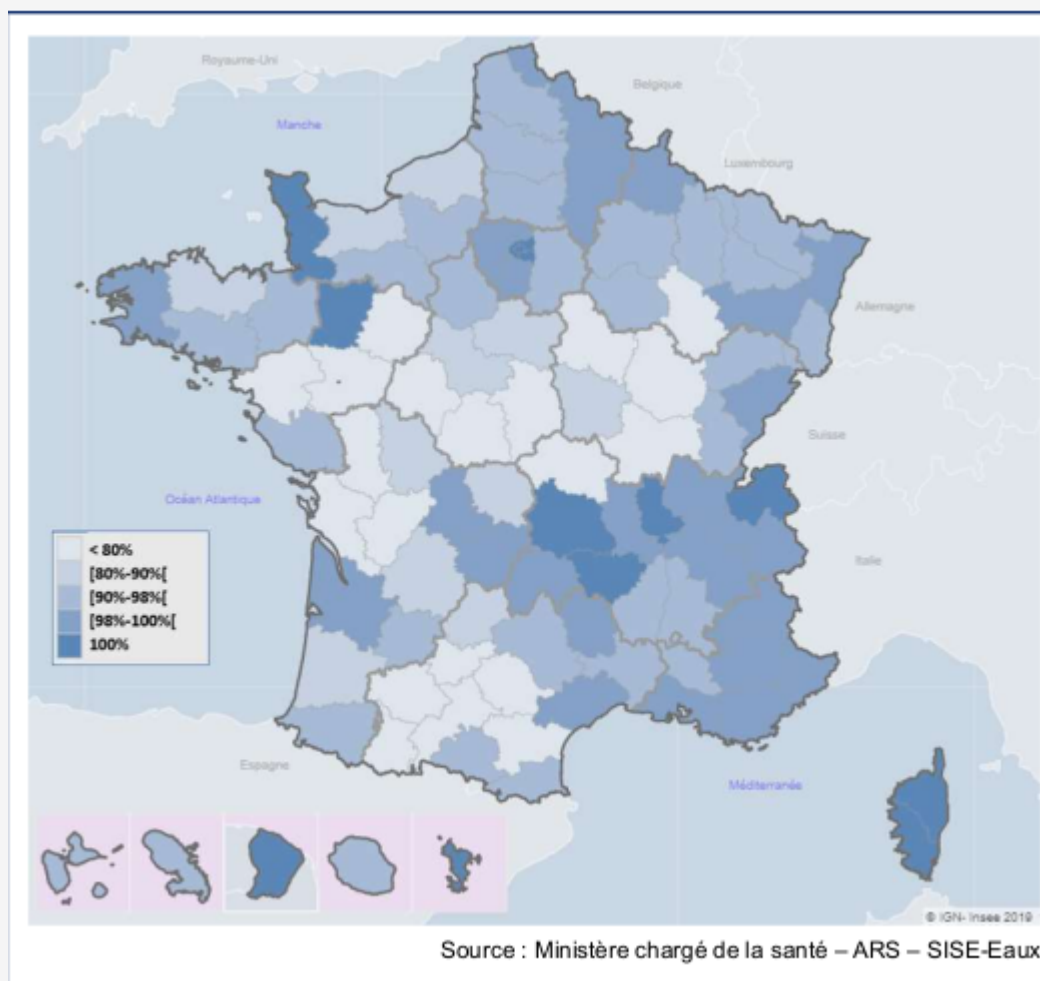 Royaume-Uni
Belgique
Manche
Luxembourg
Allemagne
Suisse
Océan Atlantique
Italie
< 80%
[80%-90%[
[90%-98%[
[98%-100%[
100%
Espagne
Méditerranée
© IGN- Insee 2019
Source : Ministère chargé de la santé – ARS – SISE-Eaux